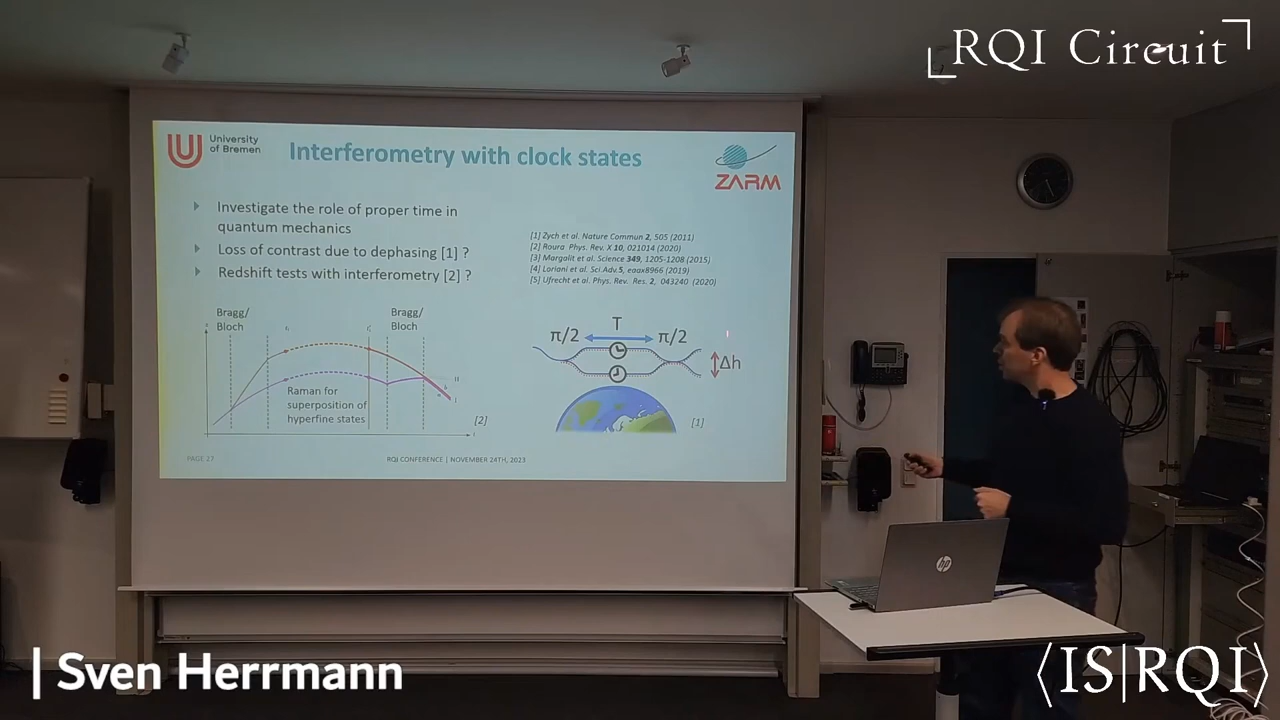 RQI Circuit
University
of Bremen
Interferometry with clock states
ZARM
Investigate the role of proper time in
quantum mechanics
Loss of contrast due to dephasing [1] ?
Redshift tests with interferometry [2] ?
[1] Zych et al. Nature Commun 2, 505 (2011)
[2] Roura Phys. Rev. X 10, 021014 (2020)
[3] Margalit et al. Science 349, 1205-1208 (2015)
[4] Loriani et al. Sci.Adv.5, eaax8966 (2019)
[5] Ufrecht et al. Phys. Rev. Res. 2, 043240 (2020)
Bragg/
Bloch
Bragg/
Bloch
Raman for
superposition of
hyperfine states
[2]
π/2
T
π/2
Δh
[1]
PAGE 27
RQI CONFERENCE | NOVEMBER 24TH, 2023
hp
Sven Herrmann
⟨IS|RQI⟩